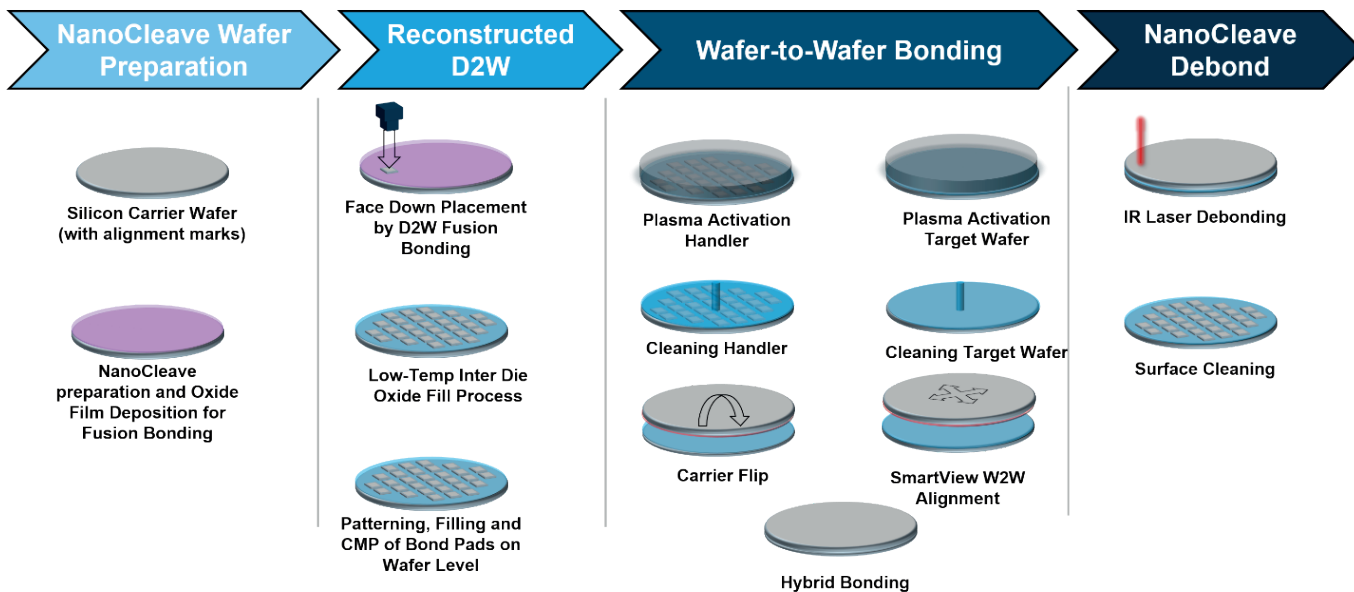 NanoCleave Wafer
Preparation
Reconstructed
D2W
Wafer-to-Wafer Bonding
NanoCleave
Debond
Silicon Carrier Wafer
(with alignment marks)
NanoCleave
preparation and Oxide
Film Deposition for
Fusion Bonding
Face Down Placement
by D2W Fusion
Bonding
Low-Temp Inter Die
Oxide Fill Process
Patterning, Filling and
CMP of Bond Pads on
Wafer Level
Plasma Activation
Handler
Plasma Activation
Target Wafer
Cleaning Handler
Cleaning Target Wafer
Carrier Flip
SmartView W2W
Alignment
Hybrid Bonding
IR Laser Debonding
Surface Cleaning